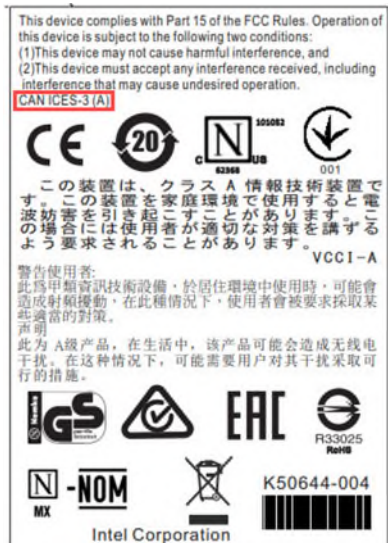 This device complies with Part 15 of the FCC Rules. Operation of
this device is subject to the following two conditions:
(1)This device may not cause harmful interference, and
(2)This device must accept any interference received, including
interference that may cause undesired operation.
CAN ICES-3 (A)
CE
20
N
101082
C
US
62368
001
この装置は、クラスA情報技術装置で
す。この装置を家庭環境で使用すると電
波妨害を引き起こすことがあります。こ
の場合には使用者が適切な対策を講ずる
よう要求されることがあります。
VCCI-A
警告使用者:
此爲甲類資訊技術設備，於居住環境中使用時，可能會
造成射頻擾動，在此種情況下，使用者會被要求採取某
些適當的對策。
声明
此为 A级产品，在生活中，该产品可能会造成无线电
干扰。在这种情况下，可能需要用户对其干扰采取可
行的措施。
Nemko
GS
EAC
R33025
RoHS
N
-NOM
MX
K50644-004
Intel Corporation